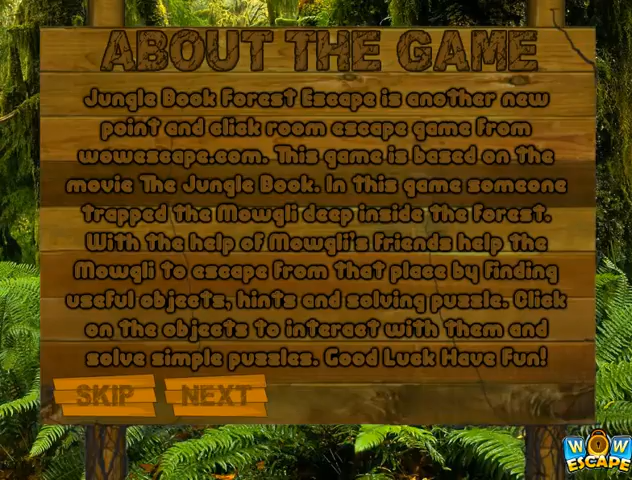 ABOUT THE GAME
Jungle Book Forest Escape is another new
point and click room escape game from
wowescape.com. This game is based on the
movie The Jungle Book. In this game someone
trapped the Mowgli deep inside the forest.
With the help of Mowgli's friends help the
Mowgli to escape from that place by finding
useful objects, hints and solving puzzle. Click
on the objects to interact with them and
solve simple puzzles. Good Luck Have Fun!
SKIP NEXT
WOW
ESCAPE